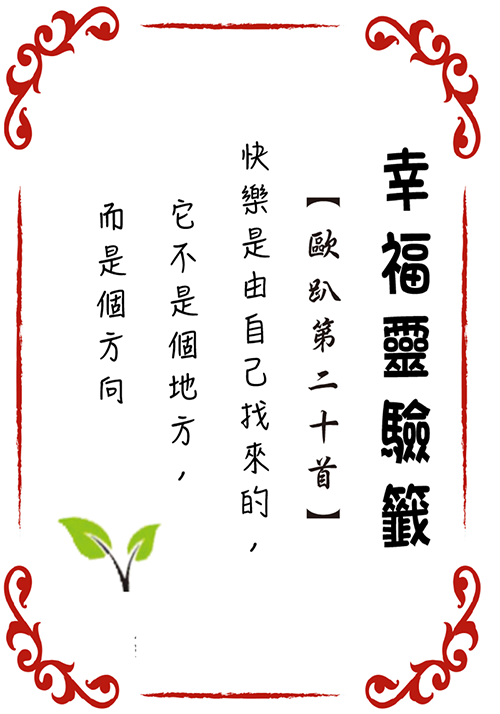 幸福靈驗籤
【歐趴第二十首】
快樂是由自己找來的，
它不是個地方，
而是個方向